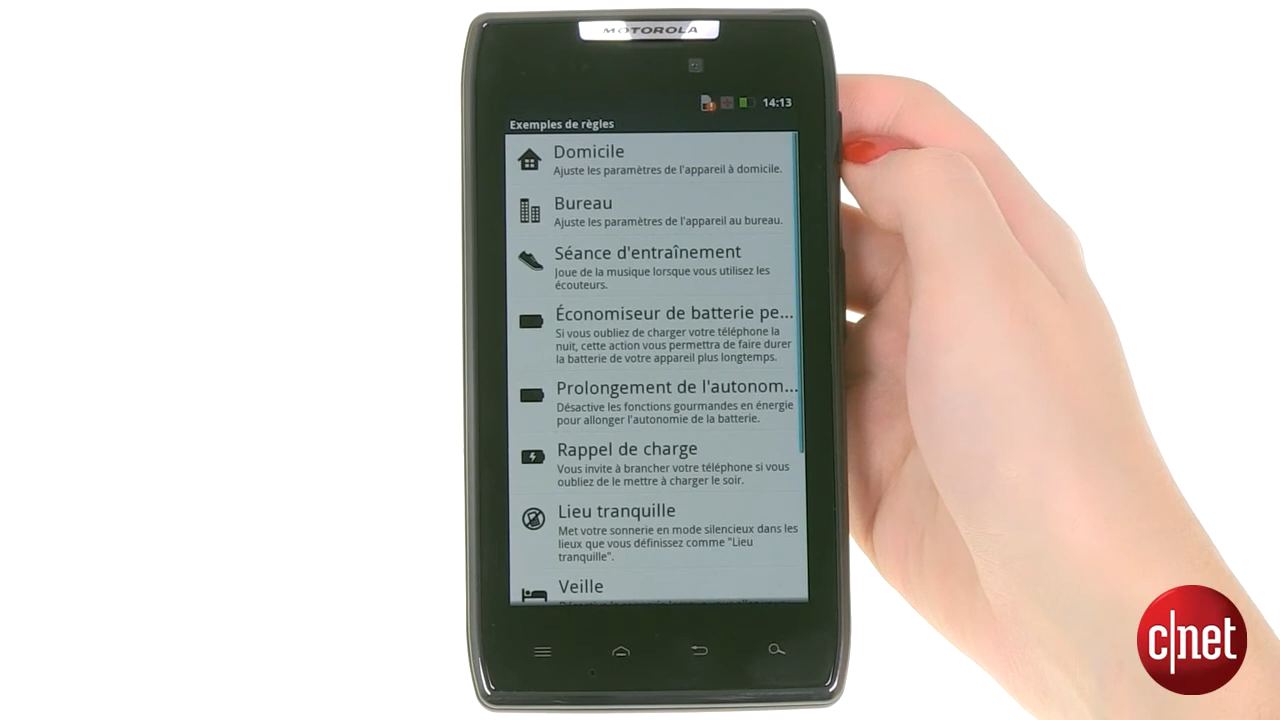 MOTOROLA
14:13
Exemples de règles
Domicile
Ajuste les paramètres de l'appareil à domicile.
Bureau
Ajuste les paramètres de l'appareil au bureau.
Séance d'entraînement
Joue de la musique lorsque vous utilisez les
écouteurs.
Économiseur de batterie pe...
Si vous oubliez de charger votre téléphone la
nuit, cette action vous permettra de faire durer
la batterie de votre appareil plus longtemps.
Prolongement de l'autonom...
Désactive les fonctions gourmandes en énergie
pour allonger l'autonomie de la batterie.
Rappel de charge
Vous invite à brancher votre téléphone si vous
oubliez de le mettre à charger le soir.
Lieu tranquille
Met votre sonnerie en mode silencieux dans les
lieux que vous définissez comme "Lieu
tranquille".
Veille
c|net